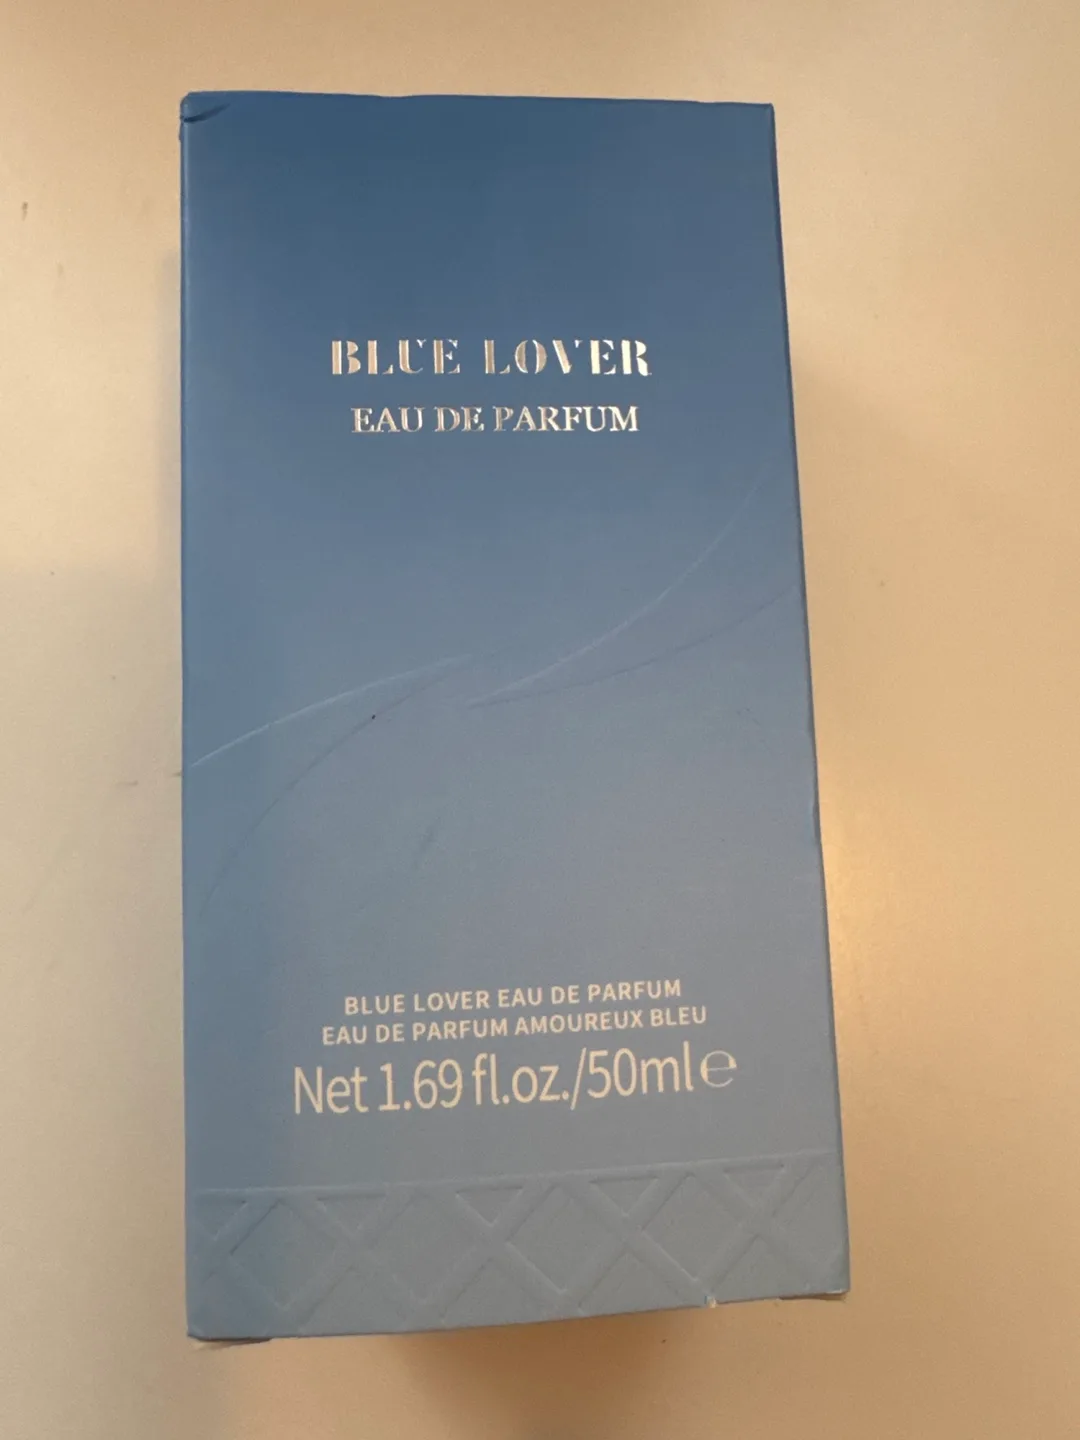 BLUE LOVER
EAU DE PARFUM
BLUE LOVER EAU DE PARFUM
EAU DE PARFUM AMOUREUX BLEU
Net 1.69 fl.oz./50ml℮